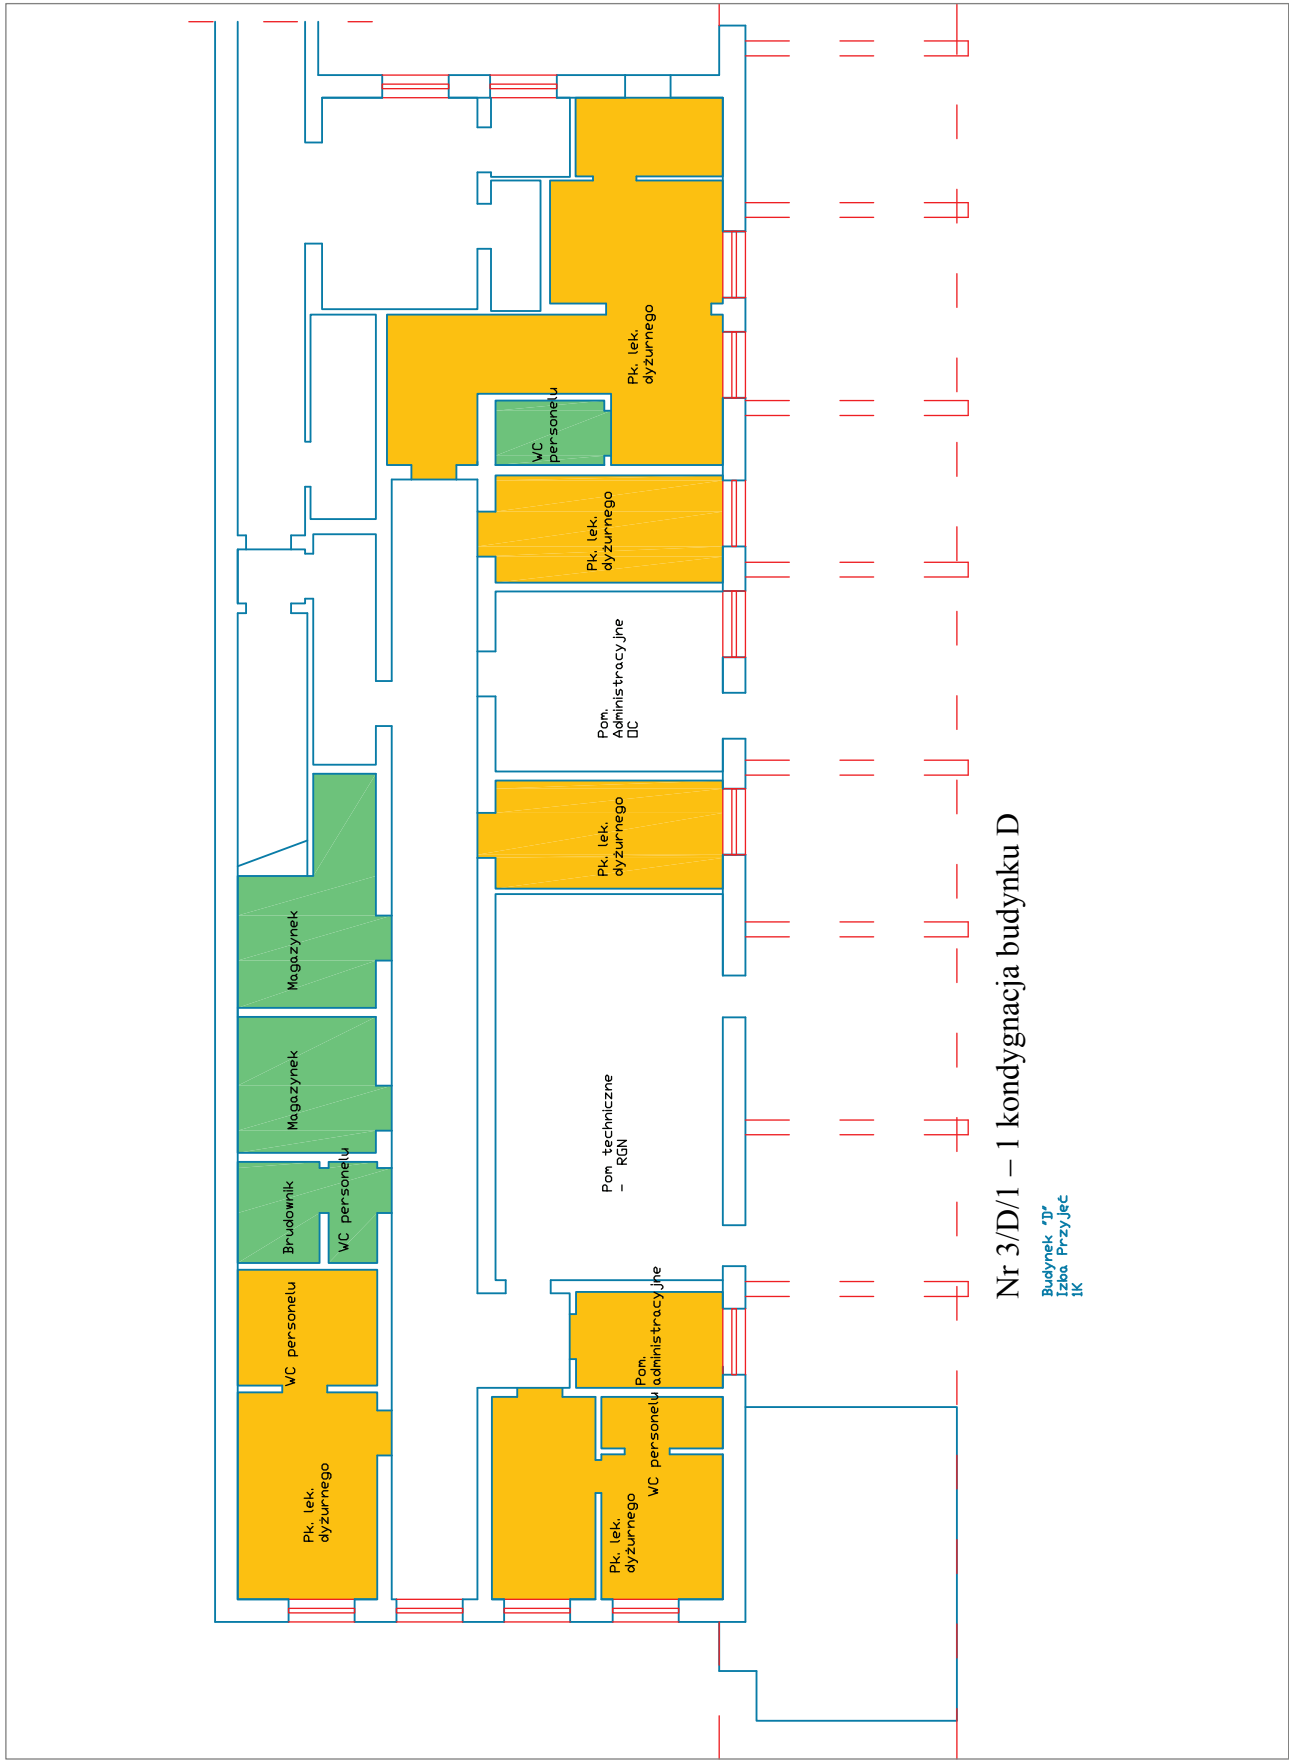 Pk. lek.
dyżurnego
WC personelu
Brudownik
WC personelu
Magazynek
Magazynek
Pk. lek.
dyżurnego
WC personelu
Pom.
administracyjne
Pom techniczne
- RGN
Pk. lek.
dyżurnego
Pom.
Administracyjne
□C
Pk. lek.
dyżurnego
WC
personelu
Pk. lek.
dyżurnego
Nr 3/D/1 – 1 kondygnacja budynku D
Budynek "D"
Izba Przyjęć
1K